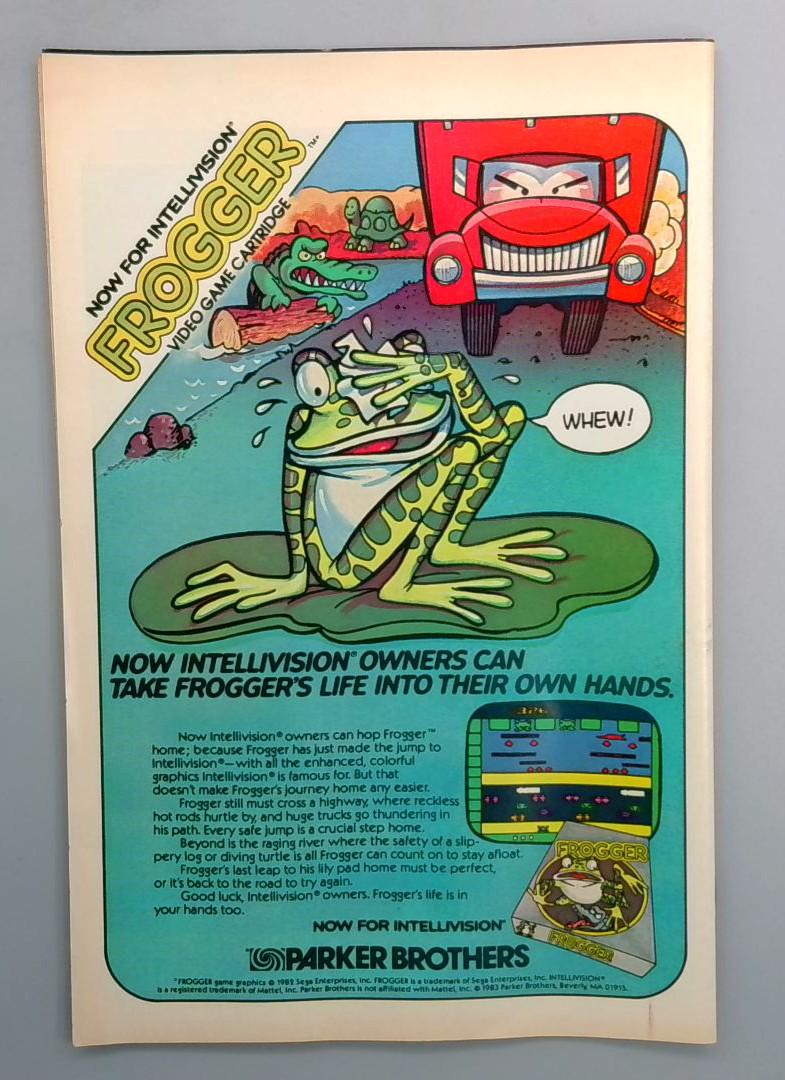 NOW FOR INTELLIVISION®
FROGGER™*
VIDEO GAME CARTRIDGE
WHEW!
NOW INTELLIVISION® OWNERS CAN
TAKE FROGGER'S LIFE INTO THEIR OWN HANDS.
Now Intellivision® owners can hop Frogger™
home; because Frogger has just made the jump to
Intellivision®—with all the enhanced, colorful
graphics Intellivision® is famous for. But that
doesn't make Frogger's journey home any easier.
Frogger still must cross a highway, where reckless
hot rods hurtle by, and huge trucks go thundering in
his path. Every safe jump is a crucial step home.
Beyond is the raging river where the safety of a slip-
pery log or diving turtle is all Frogger can count on to stay afloat.
Frogger's last leap to his lily pad home must be perfect,
or it's back to the road to try again.
Good luck, Intellivision® owners. Frogger's life is in
your hands too.
FROGGER
FROGGER
NOW FOR INTELLIVISION®
PARKER BROTHERS
*FROGGER game graphics © 1982 Sega Enterprises, Inc. FROGGER is a trademark of Sega Enterprises, Inc. INTELLIVISION®
is a registered trademark of Mattel, Inc. Parker Brothers is not affiliated with Mattel, Inc. © 1983 Parker Brothers, Beverly, MA 01915.